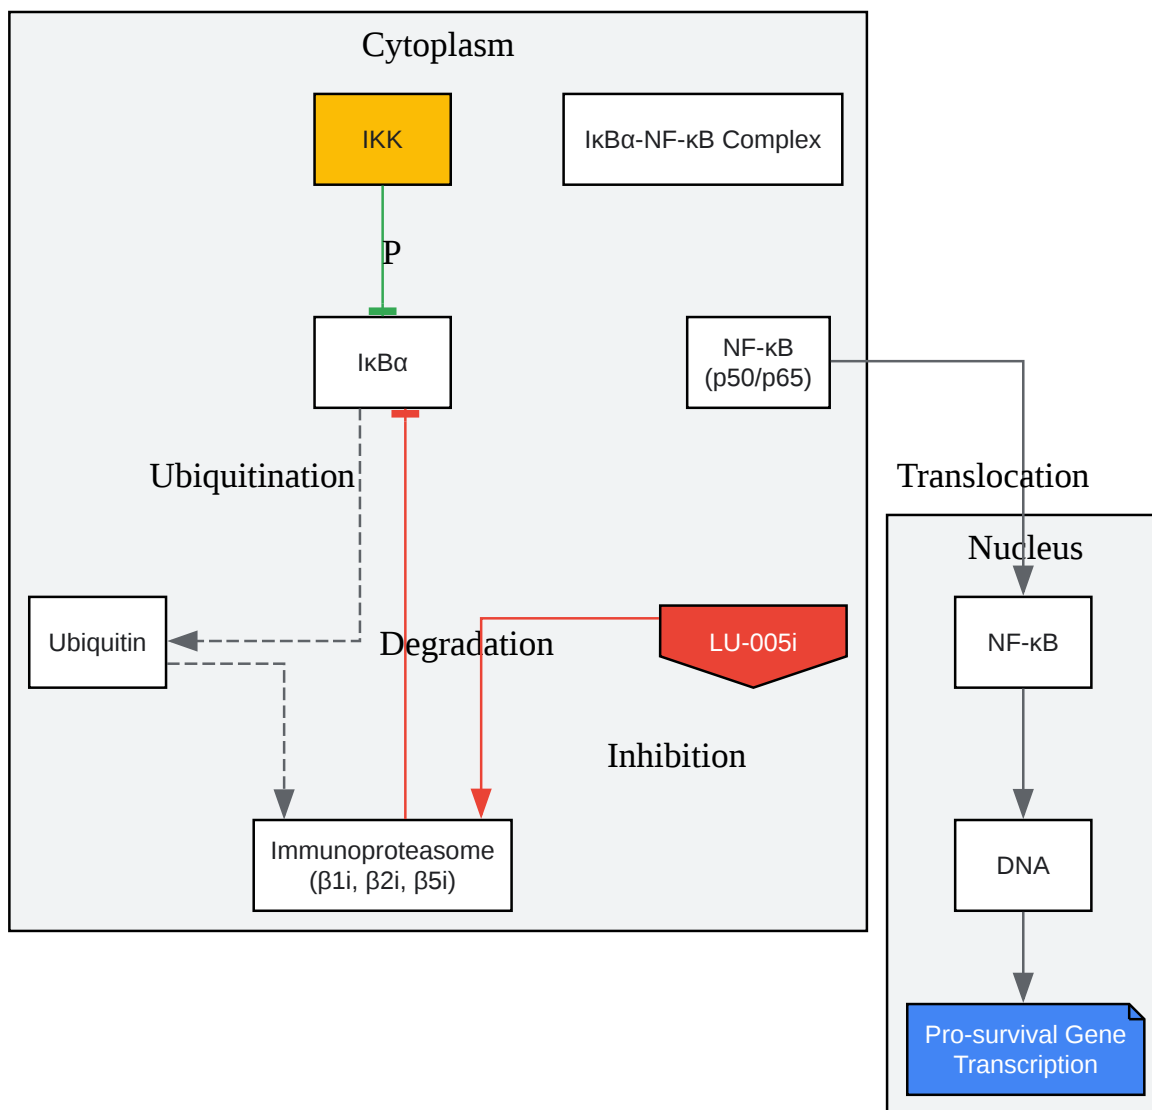 Cytoplasm
IKK
IκBα-NF-κB Complex
P
IκBα
NF-κB
(p50/p65)
Ubiquitination
Translocation
Nucleus
Ubiquitin
Degradation
LU-005i
NF-κB
Inhibition
Immunoproteasome
(β1i, β2i, β5i)
DNA
Pro-survival Gene
Transcription